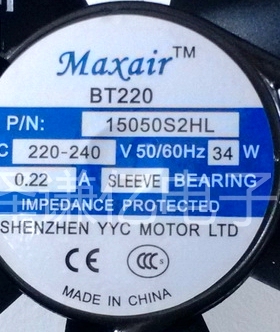 Maxair™
BT220
P/N: 15050S2HL
C 220-240 V 50/60Hz 34 W
0.22 A SLEEVE BEARING
IMPEDANCE PROTECTED
SHENZHEN YYC MOTOR LTD
CE CCC S
MADE IN CHINA